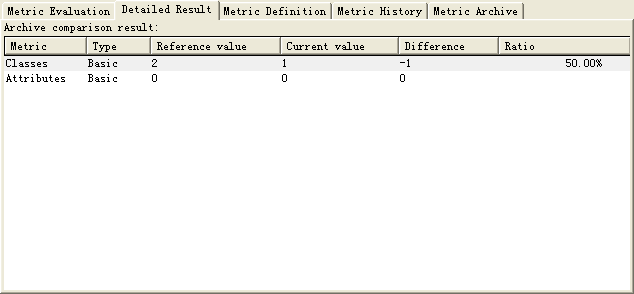 Metric Evaluation Detailed Result Metric Definition Metric History Metric Archive
Archive comparison result:
Metric Type Reference value Current value Difference Ratio
Classes Basic 2 1 -1 50.00%
Attributes Basic 0 0 0